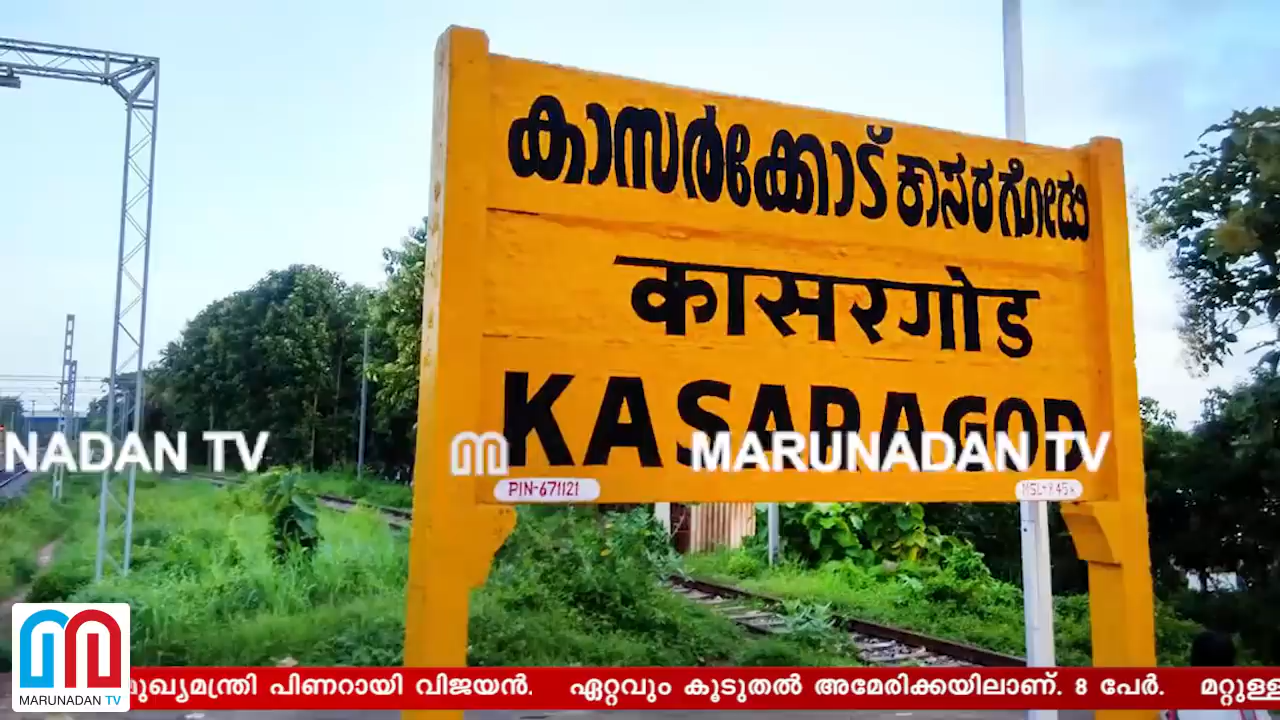 കാസർക്കോട് ಕಾಸರಗೋಡು
कासरगोड
KASARAGOD
NADAN TV
MARUNADAN TV
PIN-671121
MARUNADAN TV
മുഖ്യമന്ത്രി പിണറായി വിജയൻ. ഏറ്റവും കൂടുതൽ അമേരിക്കയിലാണ്. 8 പേർ. മറ്റുള്ള